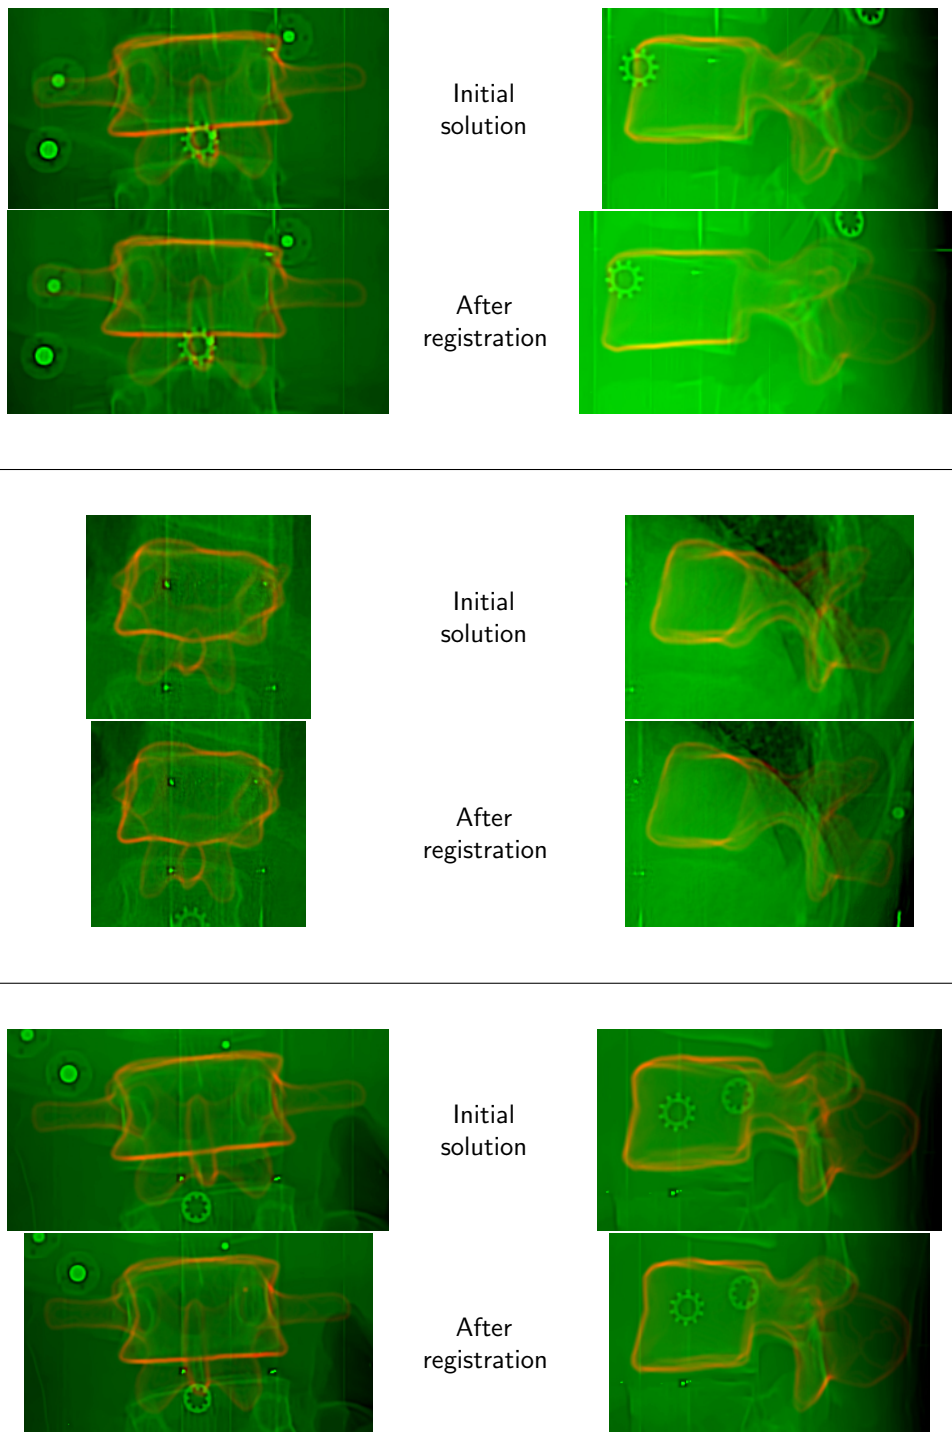 Initial
solution
After
registration
Initial
solution
After
registration
Initial
solution
After
registration